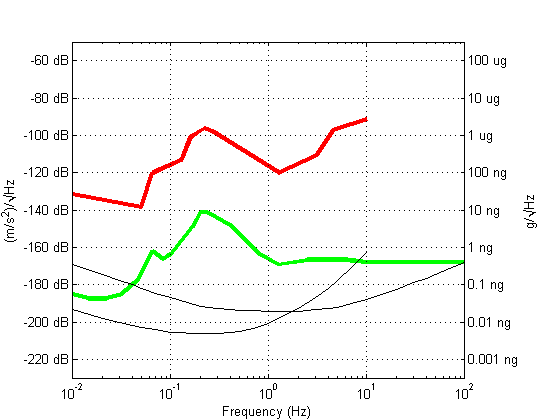 -60 dB 100 ug
-80 dB 10 ug
-100 dB 1 ug
-120 dB 100 ng
-140 dB 10 ng
-160 dB 1 ng
-180 dB 0.1 ng
-200 dB 0.01 ng
-220 dB 0.001 ng
(m/s²)/√Hz
g/√Hz
10⁻² 10⁻¹ 10⁰ 10¹ 10²
Frequency (Hz)